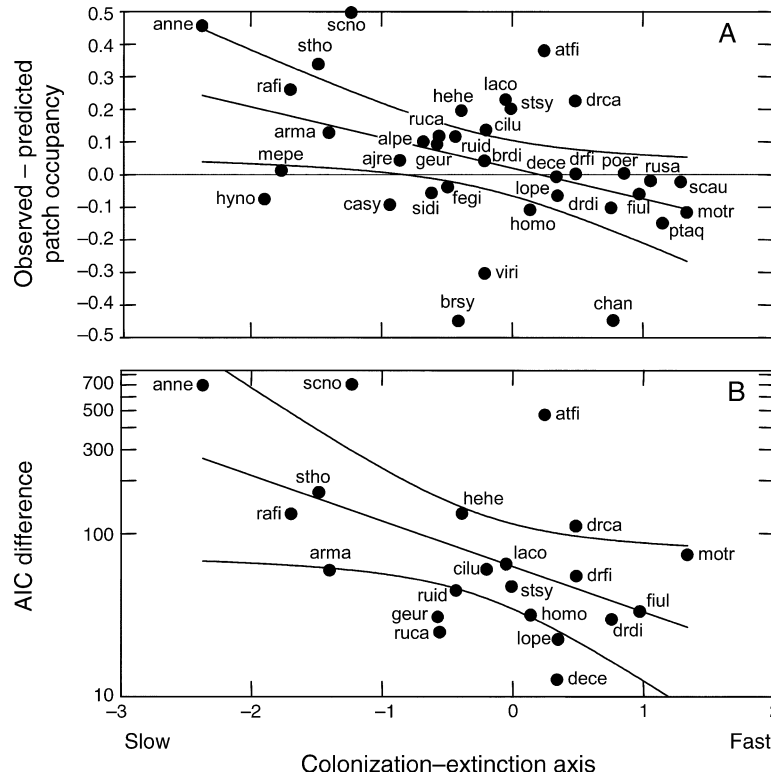 A
0.5
0.4
0.3
0.2
0.1
0.0
−0.1
−0.2
−0.3
−0.4
−0.5
Observed − predicted
patch occupancy
anne
scno
stho
atfi
rafi
laco
hehe
stsy
drca
ruca
cilu
arma
alpe
ruid
mepe
ajre
geur
brdi
dece
drfi
poer
rusa
scau
hyno
casy
sidi
fegi
lope
homo
drdi
fiul
motr
ptaq
viri
brsy
chan
B
700
500
300
100
10
AIC difference
anne
scno
atfi
stho
rafi
hehe
drca
arma
laco
motr
cilu
drfi
ruid
stsy
fiul
geur
homo
drdi
ruca
lope
dece
−3
−2
−1
0
1
2
Slow
Fast
Colonization−extinction axis